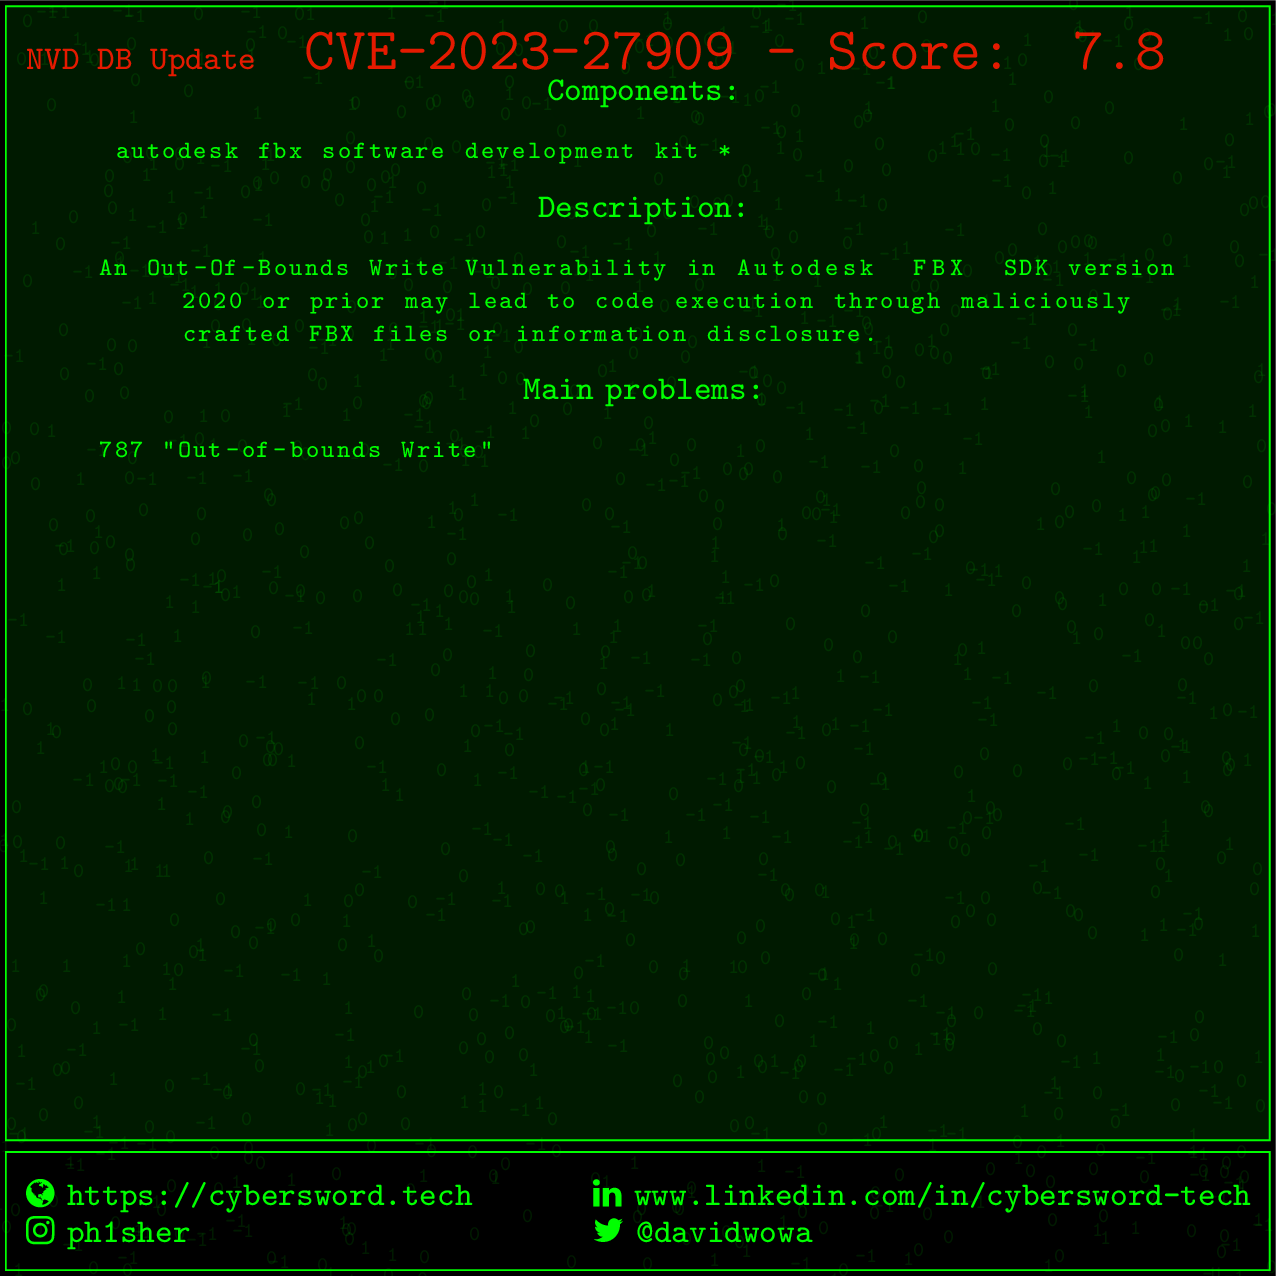 NVD DB Update CVE-2023-27909 - Score: 7.8
Components:
autodesk fbx software development kit *
Description:
An Out-Of-Bounds Write Vulnerability in Autodesk FBX SDK version
2020 or prior may lead to code execution through maliciously
crafted FBX files or information disclosure.
Main problems:
787 "Out-of-bounds Write"
https://cybersword.tech www.linkedin.com/in/cybersword-tech
ph1sher @davidwowa